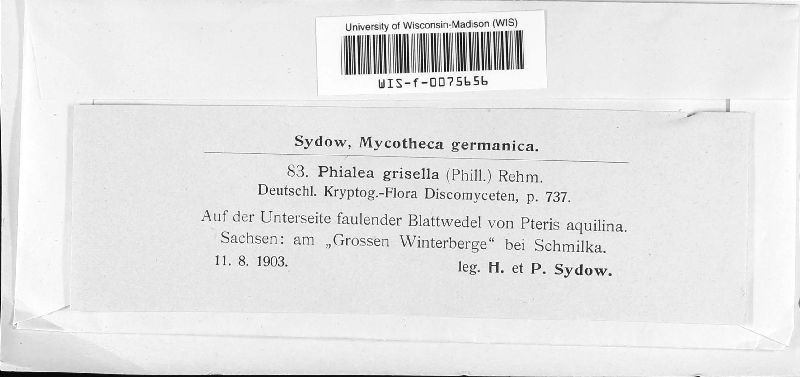 University of Wisconsin-Madison (WIS)
WIS-f-0075656
Sydow, Mycotheca germanica.
83. Phialea grisella (Phill.) Rehm.
Deutschl. Kryptog.-Flora Discomyceten, p. 737.
Auf der Unterseite faulender Blattwedel von Pteris aquilina.
Sachsen: am „Grossen Winterberge“ bei Schmilka.
11. 8. 1903. leg. H. et P. Sydow.